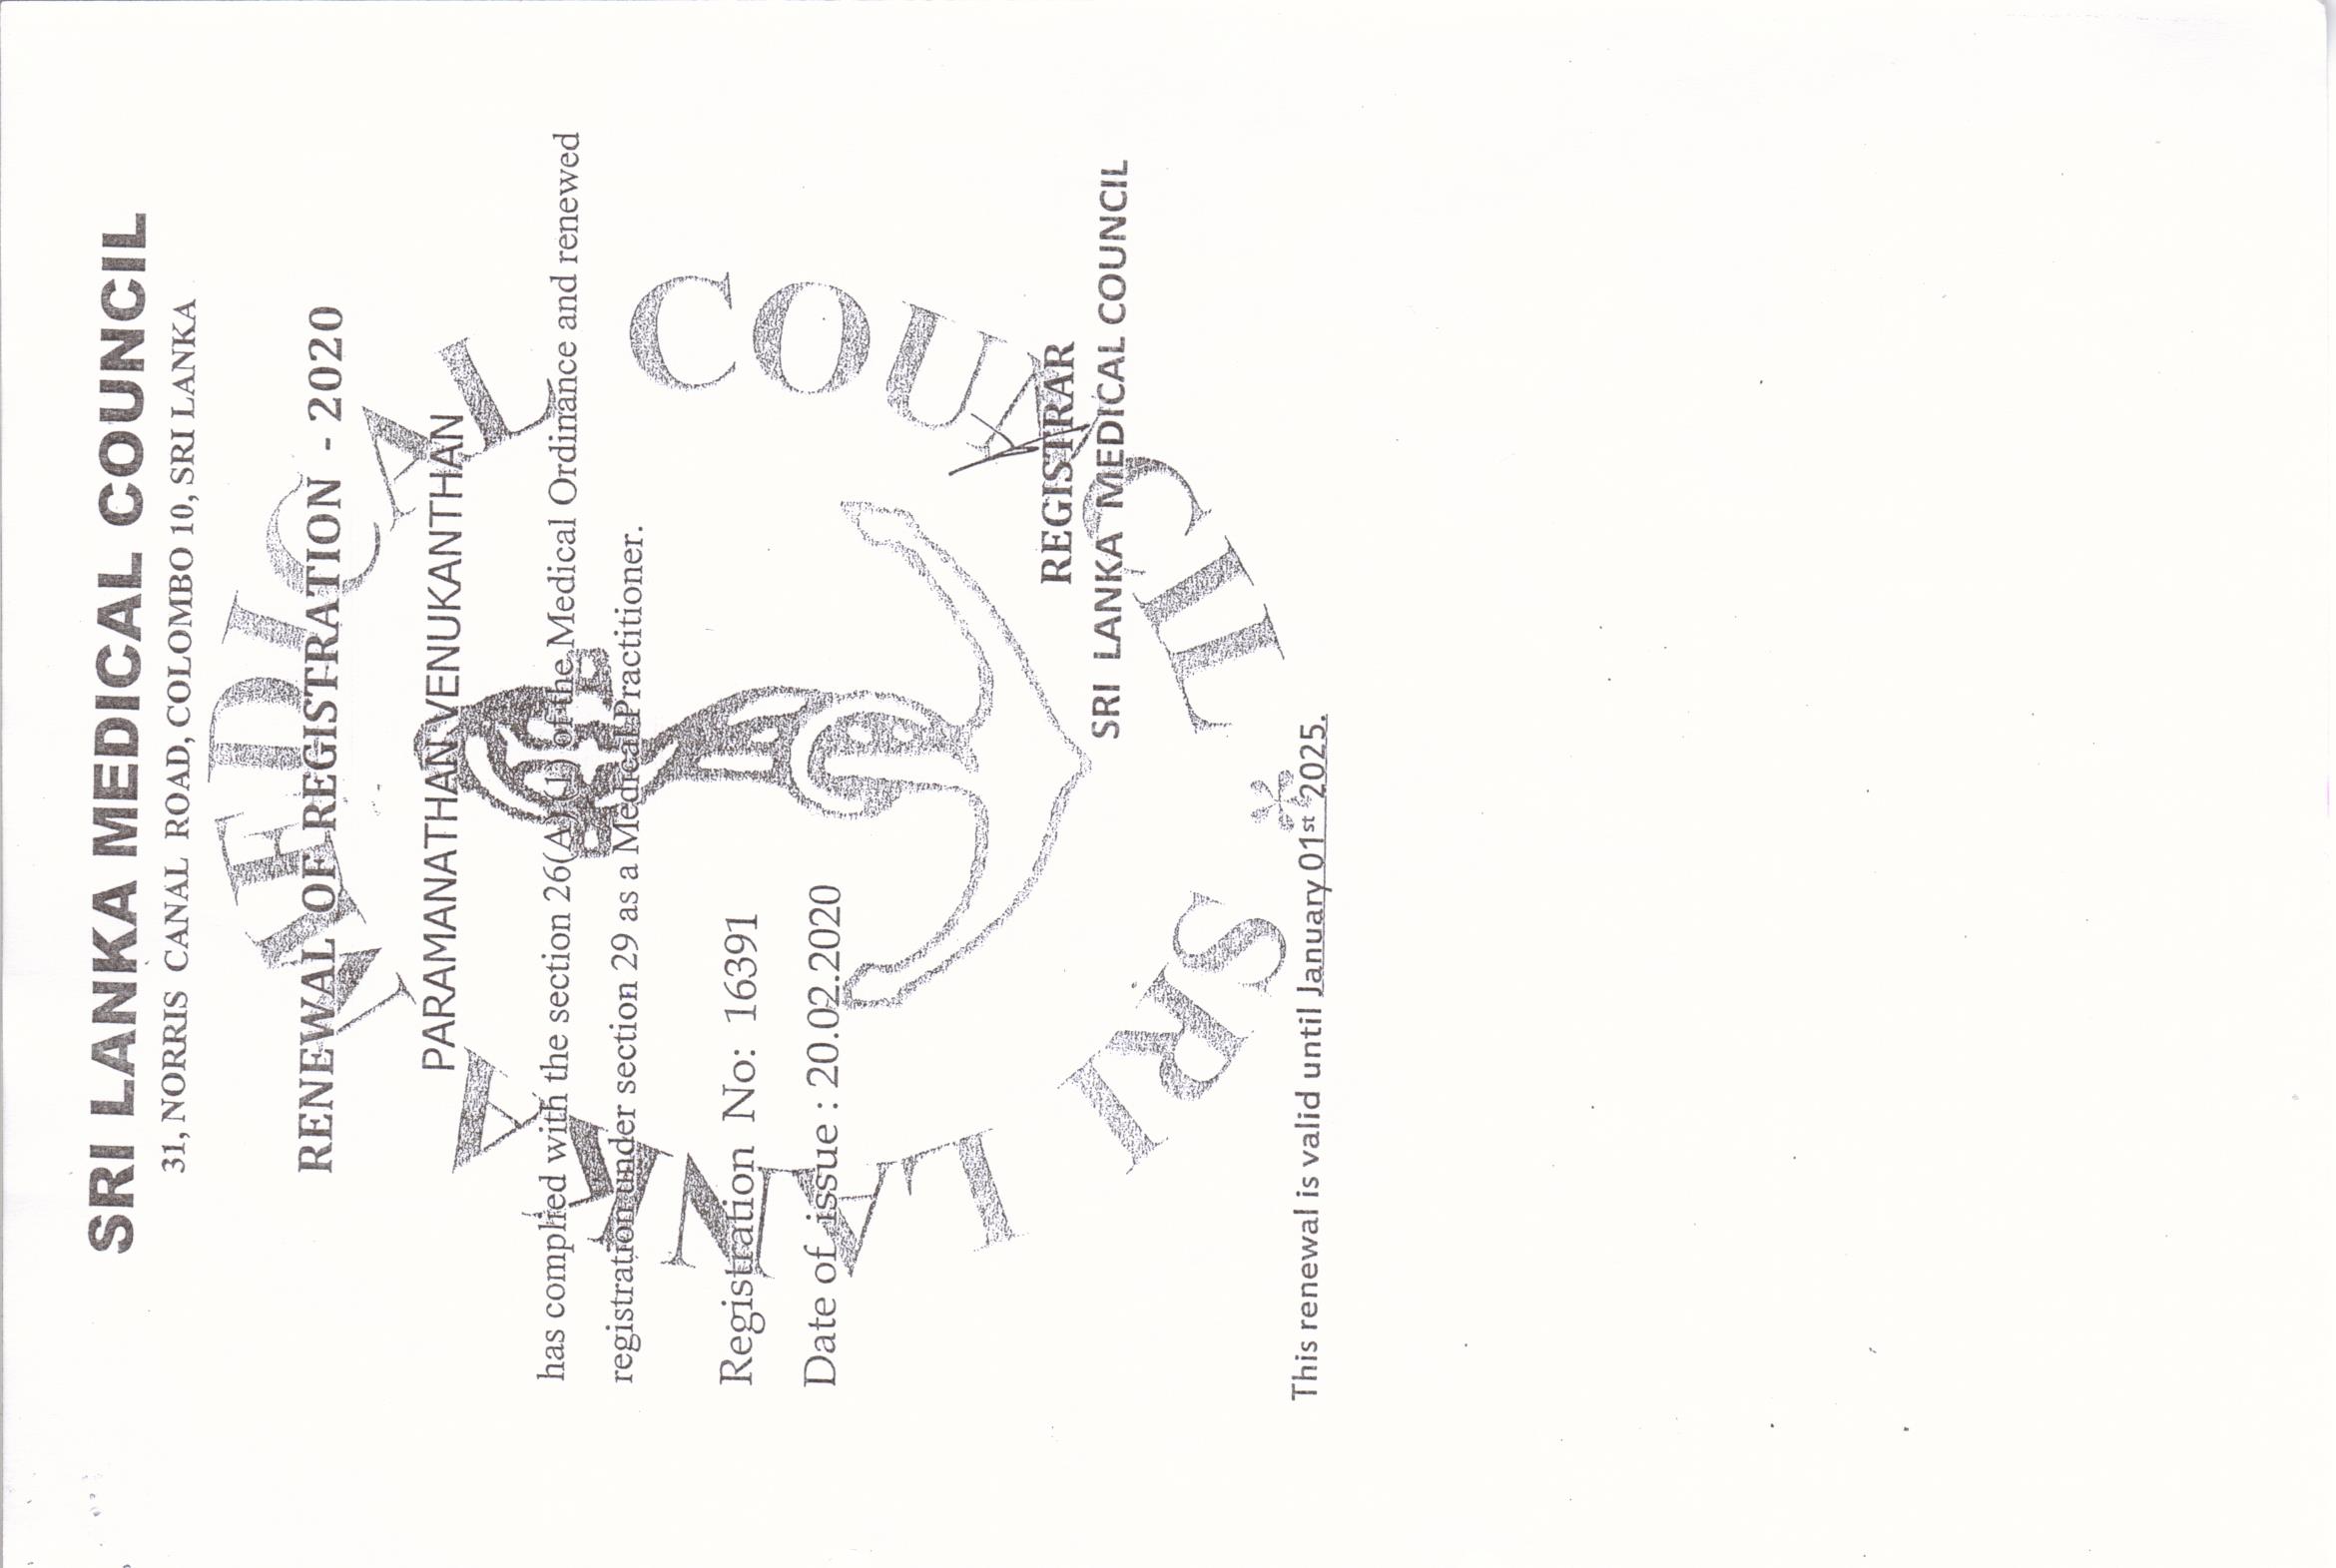 SRI LANKA MEDICAL COUNCIL
31, NORRIS CANAL ROAD, COLOMBO 10, SRI LANKA
RENEWAL OF REGISTRATION - 2020
PARAMANATHAN VENUKANTHAN
has complied with the section 26(A) (1) of the Medical Ordinance and renewed
registration under section 29 as a Medical Practitioner.
Registration No: 16391
Date of issue : 20.02.2020
REGISTRAR
SRI LANKA MEDICAL COUNCIL
This renewal is valid until January 01st 2025.
SRI LANKA MEDICAL COUNCIL